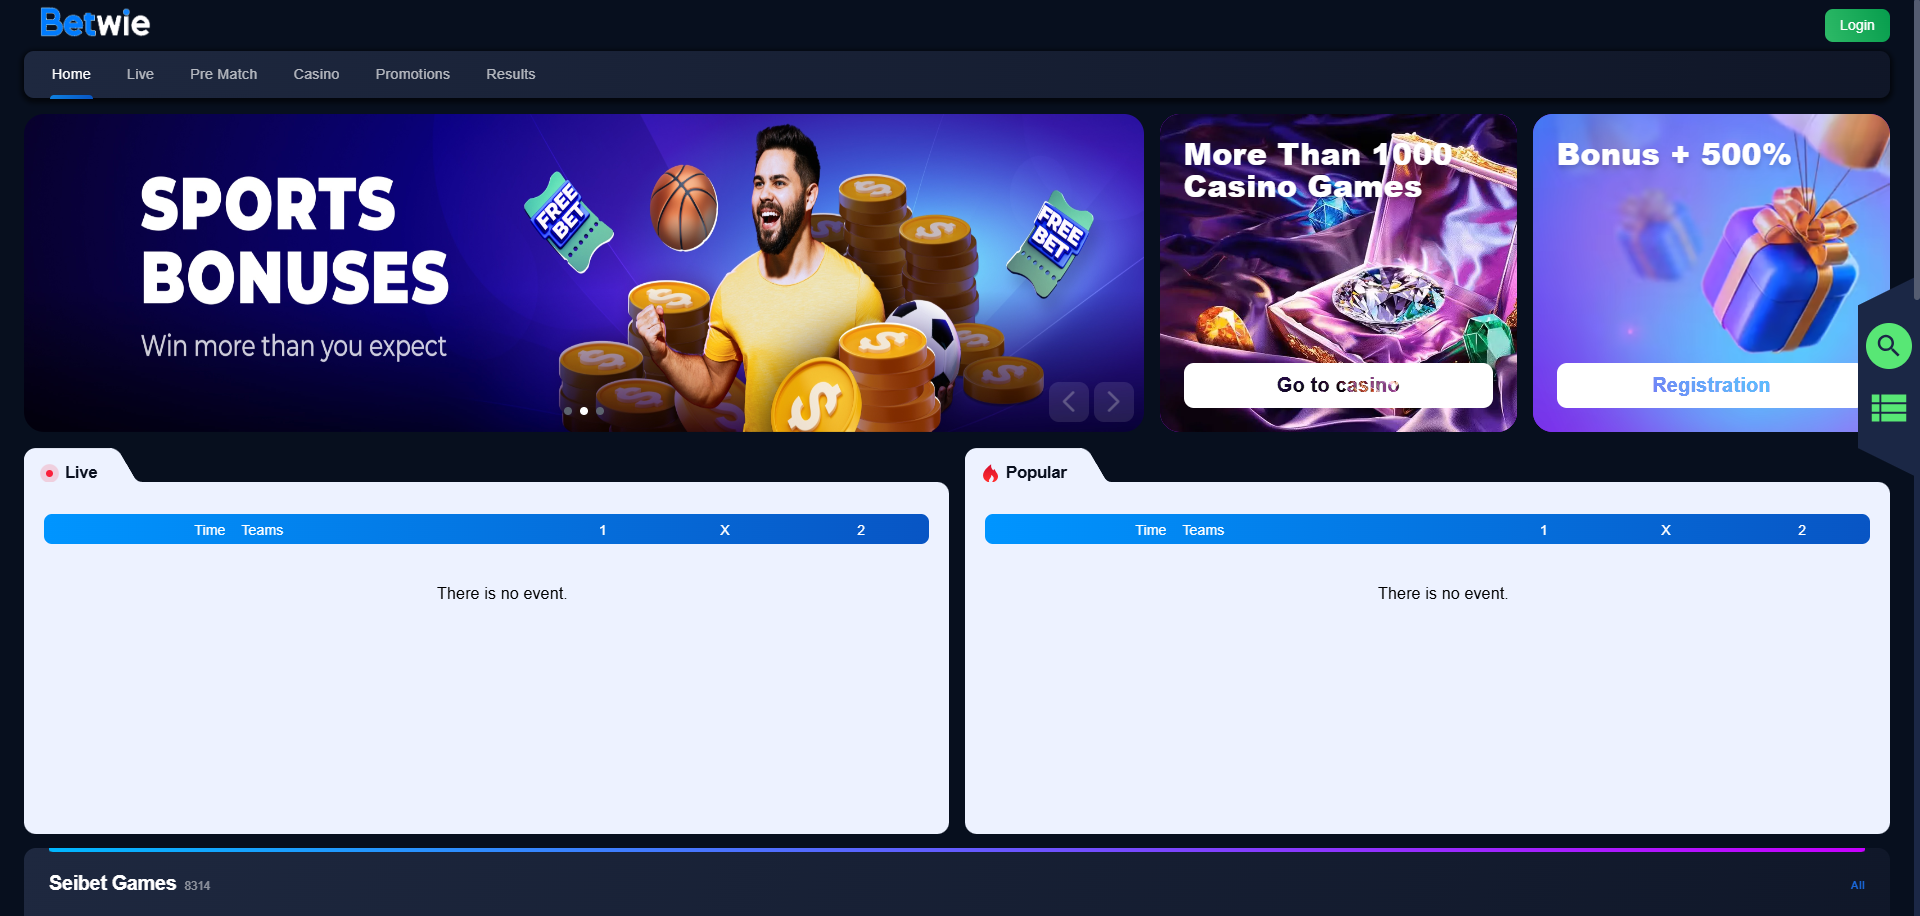 Betwie
Login
Home Live Pre Match Casino Promotions Results
SPORTS
BONUSES
Win more than you expect
FREE
BET
FREE
BET
More Than 1000
Casino Games
Go to casino
Bonus + 500%
Registration
Live
Time Teams 1 X 2
There is no event.
Popular
Time Teams 1 X 2
There is no event.
Seibet Games 8314
All